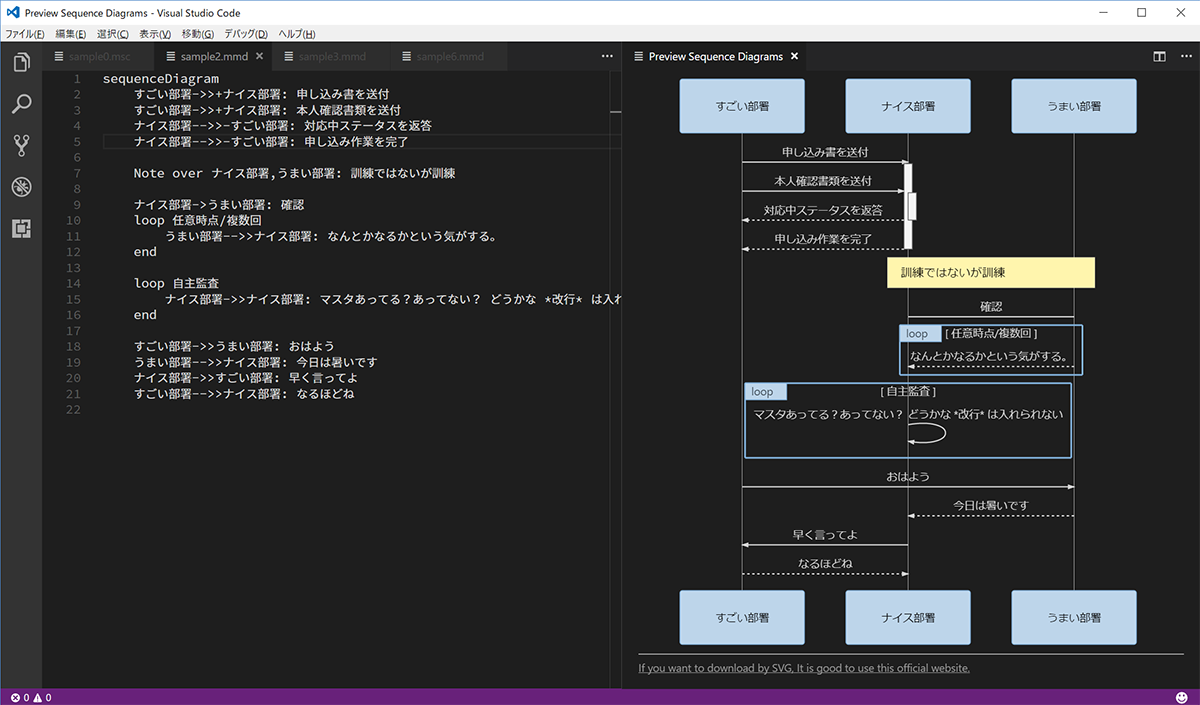 Preview Sequence Diagrams - Visual Studio Code
ファイル(F) 編集(E) 選択(C) 表示(V) 移動(G) デバッグ(D) ヘルプ(H)
sample0.msc sample2.mmd sample3.mmd sample6.mmd
1 sequenceDiagram
2 すごい部署->>+ナイス部署: 申し込み書を送付
3 すごい部署->>+ナイス部署: 本人確認書類を送付
4 ナイス部署-->>-すごい部署: 対応中ステータスを返答
5 ナイス部署-->>-すごい部署: 申し込み作業を完了
6
7 Note over ナイス部署,うまい部署: 訓練ではないが訓練
8
9 ナイス部署->うまい部署: 確認
10 loop 任意時点/複数回
11 うまい部署-->>ナイス部署: なんとかなるかという気がする。
12 end
13
14 loop 自主監査
15 ナイス部署->>ナイス部署: マスタあってる？あってない？ どうかな *改行* は入れ
16 end
17
18 すごい部署->>うまい部署: おはよう
19 うまい部署-->>ナイス部署: 今日は暑いです
20 ナイス部署->>すごい部署: 早く言ってよ
21 すごい部署-->>ナイス部署: なるほどね
22
Preview Sequence Diagrams
すごい部署 ナイス部署 うまい部署
申し込み書を送付
本人確認書類を送付
対応中ステータスを返答
申し込み作業を完了
訓練ではないが訓練
確認
loop [ 任意時点/複数回 ]
なんとかなるかという気がする。
loop [ 自主監査 ]
マスタあってる？あってない？ どうかな *改行* は入れられない
おはよう
今日は暑いです
早く言ってよ
なるほどね
すごい部署 ナイス部署 うまい部署
If you want to download by SVG, It is good to use this official website.
0 0